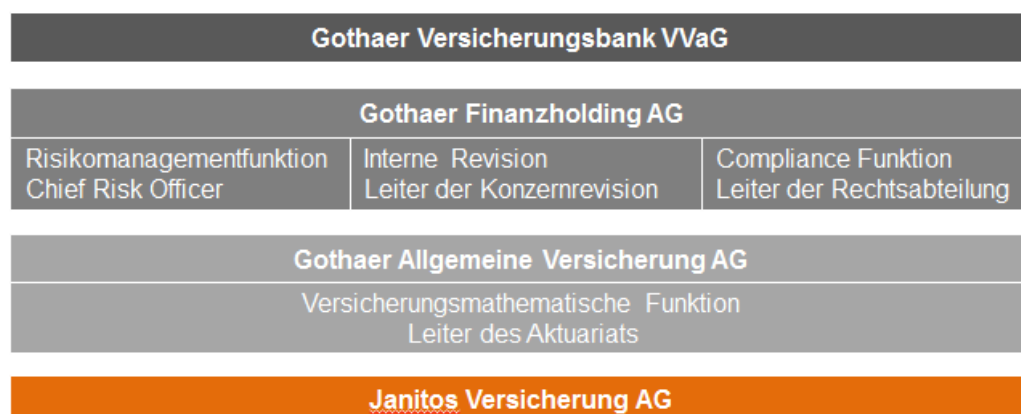 Gothaer Versicherungsbank VVaG
Gothaer Finanzholding AG
Risikomanagementfunktion
Chief Risk Officer
Interne Revision
Leiter der Konzernrevision
Compliance Funktion
Leiter der Rechtsabteilung
Gothaer Allgemeine Versicherung AG
Versicherungsmathematische Funktion
Leiter des Aktuariats
Janitos Versicherung AG